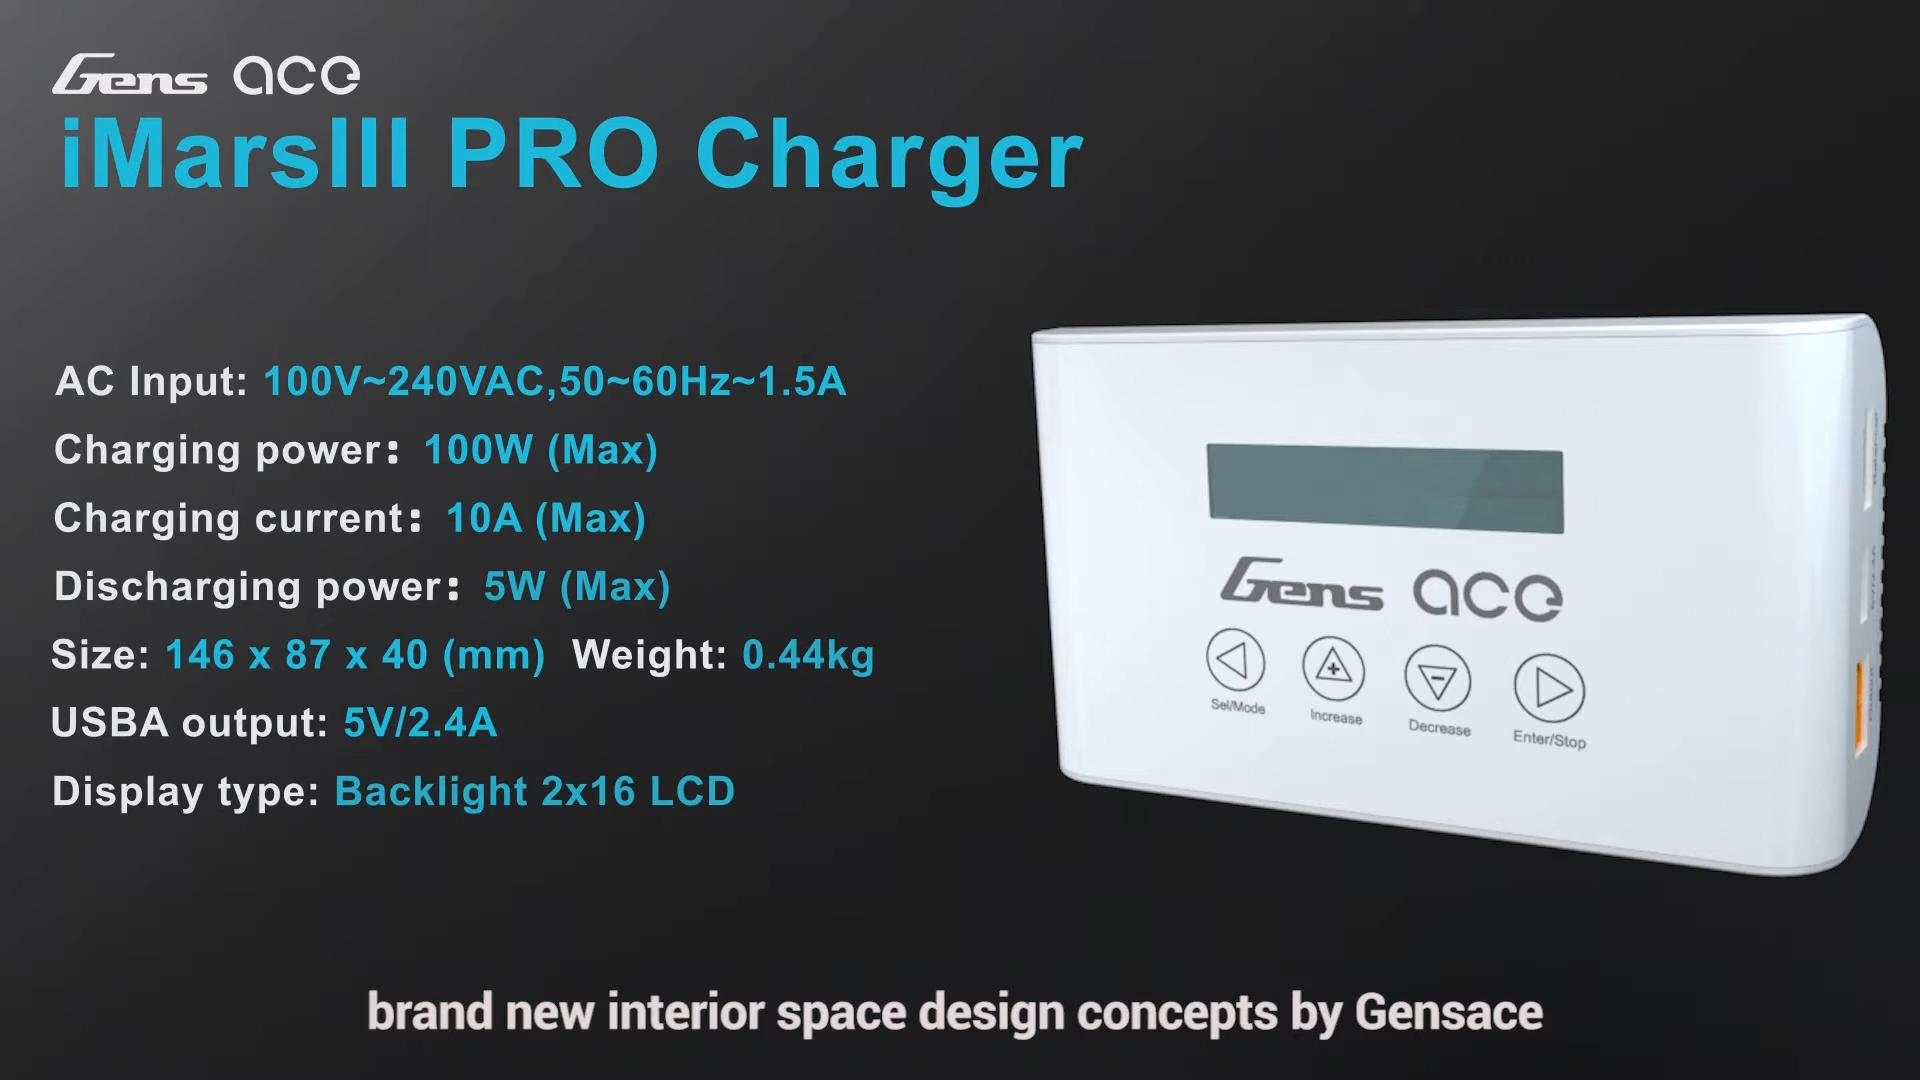 Gens ace
iMarsIII PRO Charger
AC Input: 100V~240VAC,50~60Hz~1.5A
Charging power: 100W (Max)
Charging current: 10A (Max)
Discharging power: 5W (Max)
Size: 146 x 87 x 40 (mm) Weight: 0.44kg
USBA output: 5V/2.4A
Display type: Backlight 2x16 LCD
Gens ace
Sel/Mode Increase Decrease Enter/Stop
brand new interior space design concepts by Gensace